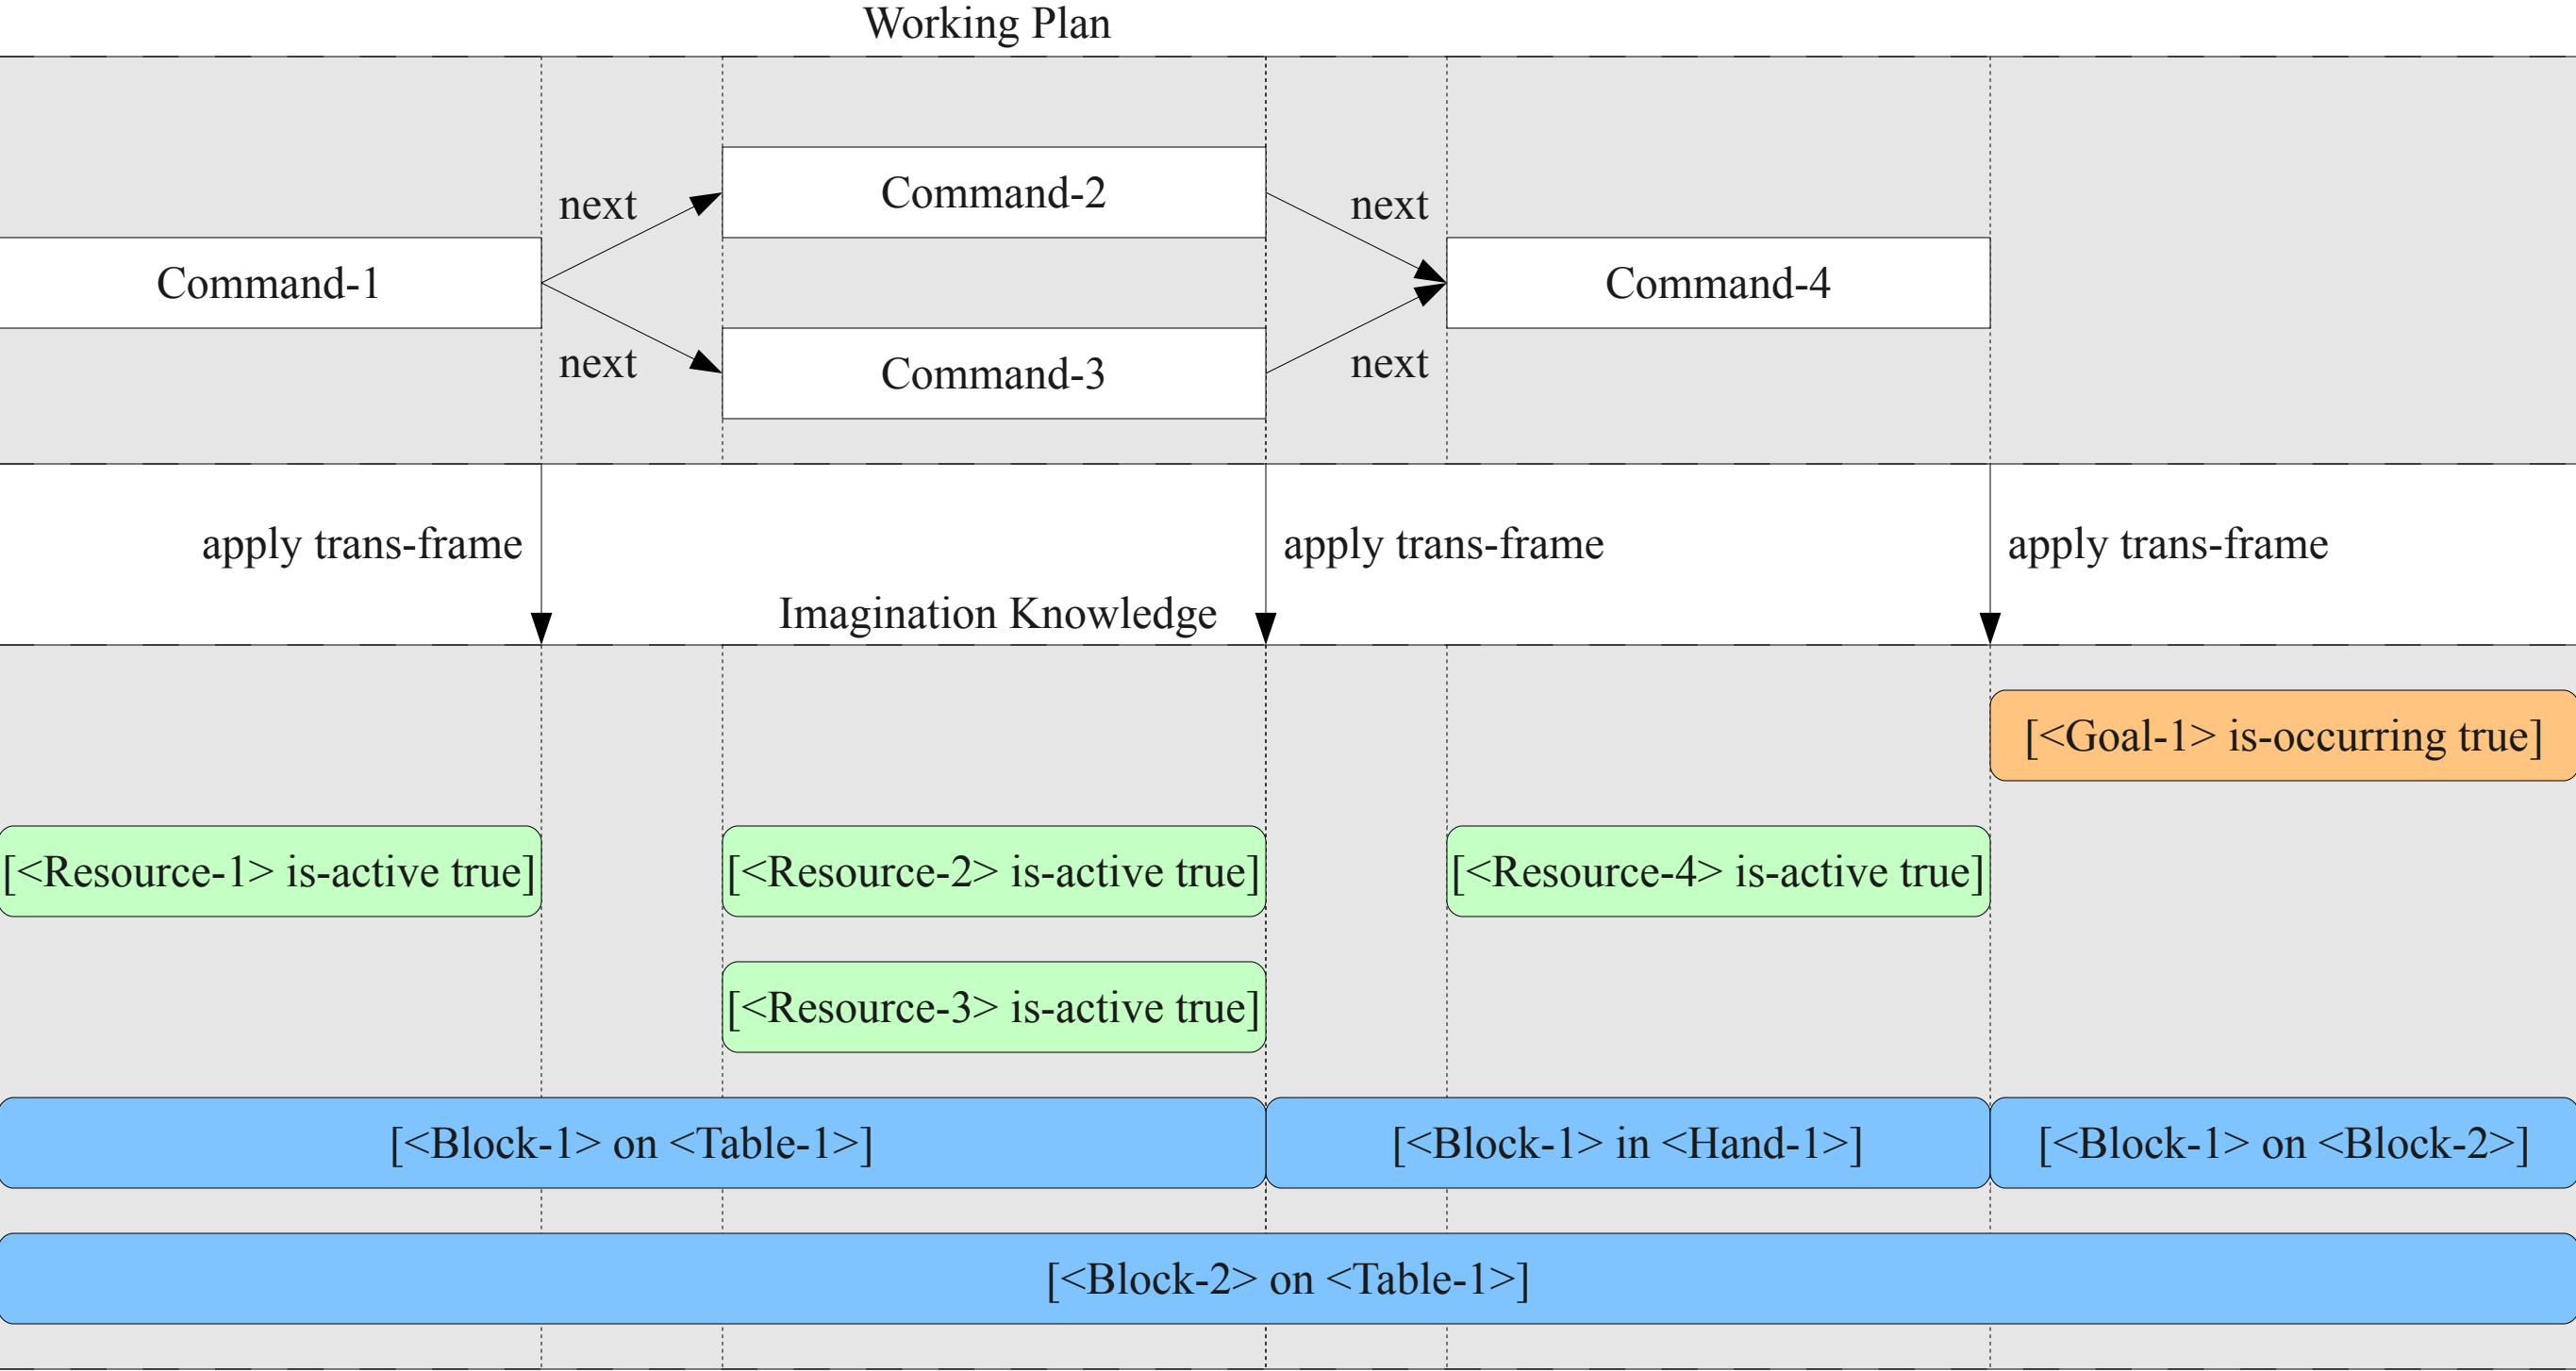 Working Plan
Command-2
next
next
Command-1
Command-4
next
next
Command-3
apply trans-frame
apply trans-frame
apply trans-frame
Imagination Knowledge
[<Goal-1> is-occurring true]
[<Resource-1> is-active true]
[<Resource-2> is-active true]
[<Resource-4> is-active true]
[<Resource-3> is-active true]
[<Block-1> on <Table-1>]
[<Block-1> in <Hand-1>]
[<Block-1> on <Block-2>]
[<Block-2> on <Table-1>]